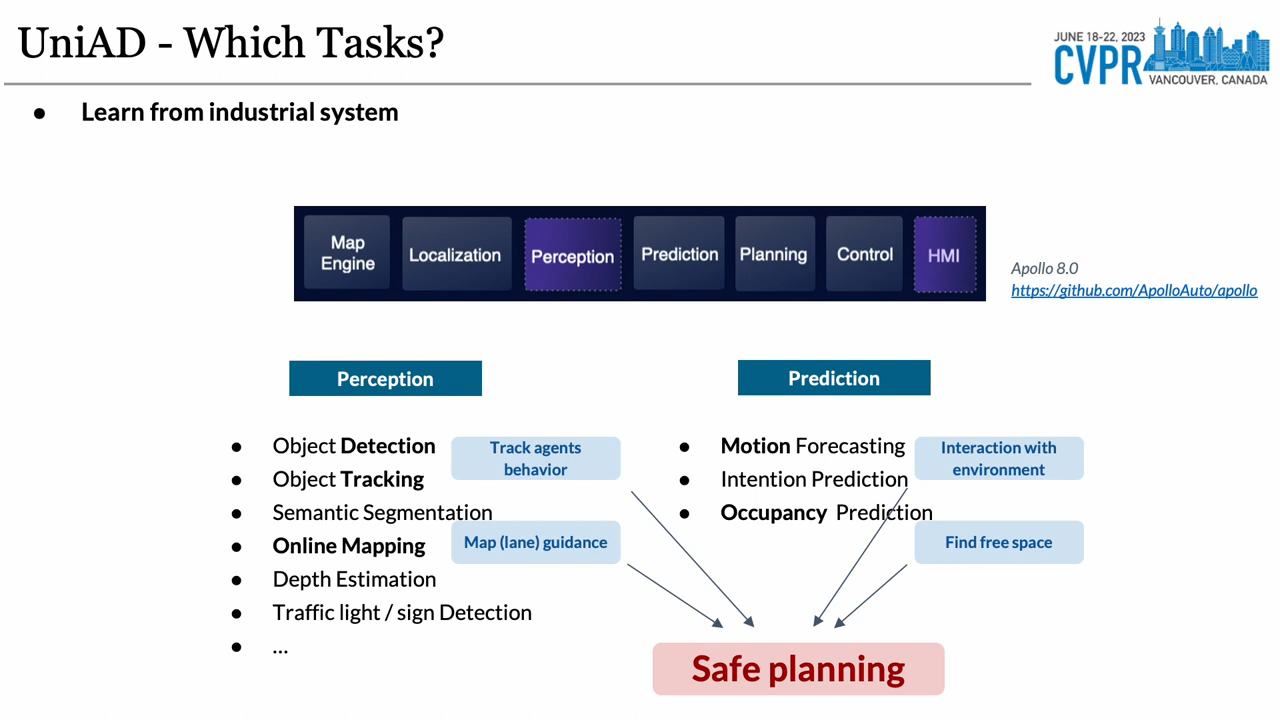 UniAD - Which Tasks?
JUNE 18-22, 2023
CVPR
VANCOUVER, CANADA
● Learn from industrial system
Map
Engine
Localization
Perception
Prediction
Planning
Control
HMI
Apollo 8.0
https://github.com/ApolloAuto/apollo
Perception
● Object Detection
● Object Tracking
● Semantic Segmentation
● Online Mapping
● Depth Estimation
● Traffic light / sign Detection
● ...
Track agents
behavior
Map (lane) guidance
Prediction
● Motion Forecasting
● Intention Prediction
● Occupancy Prediction
Interaction with
environment
Find free space
Safe planning